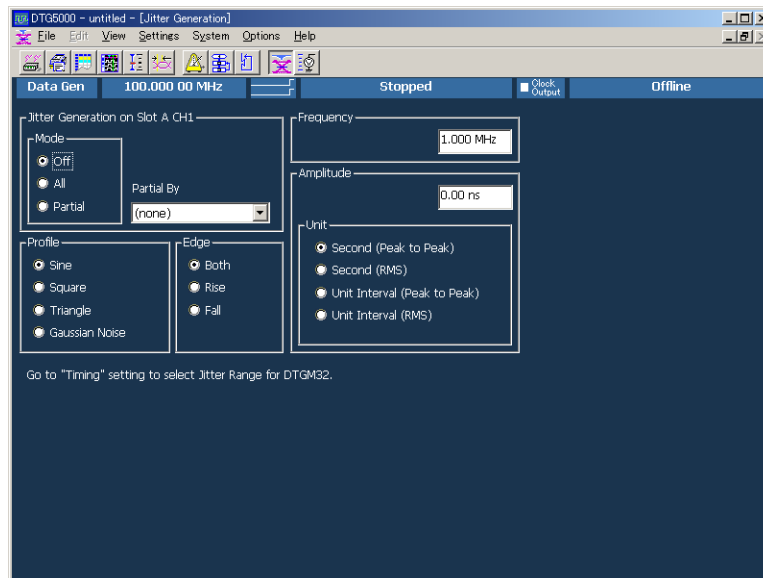 DTG5000 - untitled - [Jitter Generation]
File Edit View Settings System Options Help
Data Gen 100.000 00 MHz Stopped Clock Output Offline
Jitter Generation on Slot A CH1
Mode
Off
All
Partial
Partial By
(none)
Frequency
1.000 MHz
Amplitude
0.00 ns
Unit
Second (Peak to Peak)
Second (RMS)
Unit Interval (Peak to Peak)
Unit Interval (RMS)
Profile
Sine
Square
Triangle
Gaussian Noise
Edge
Both
Rise
Fall
Go to "Timing" setting to select Jitter Range for DTGM32.